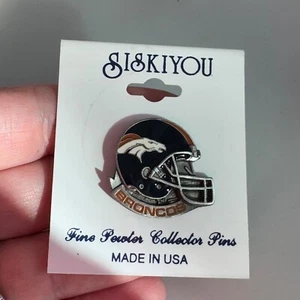 SISKIYOU
BRONCOS
Fine Pewter Collector Pins
MADE IN USA